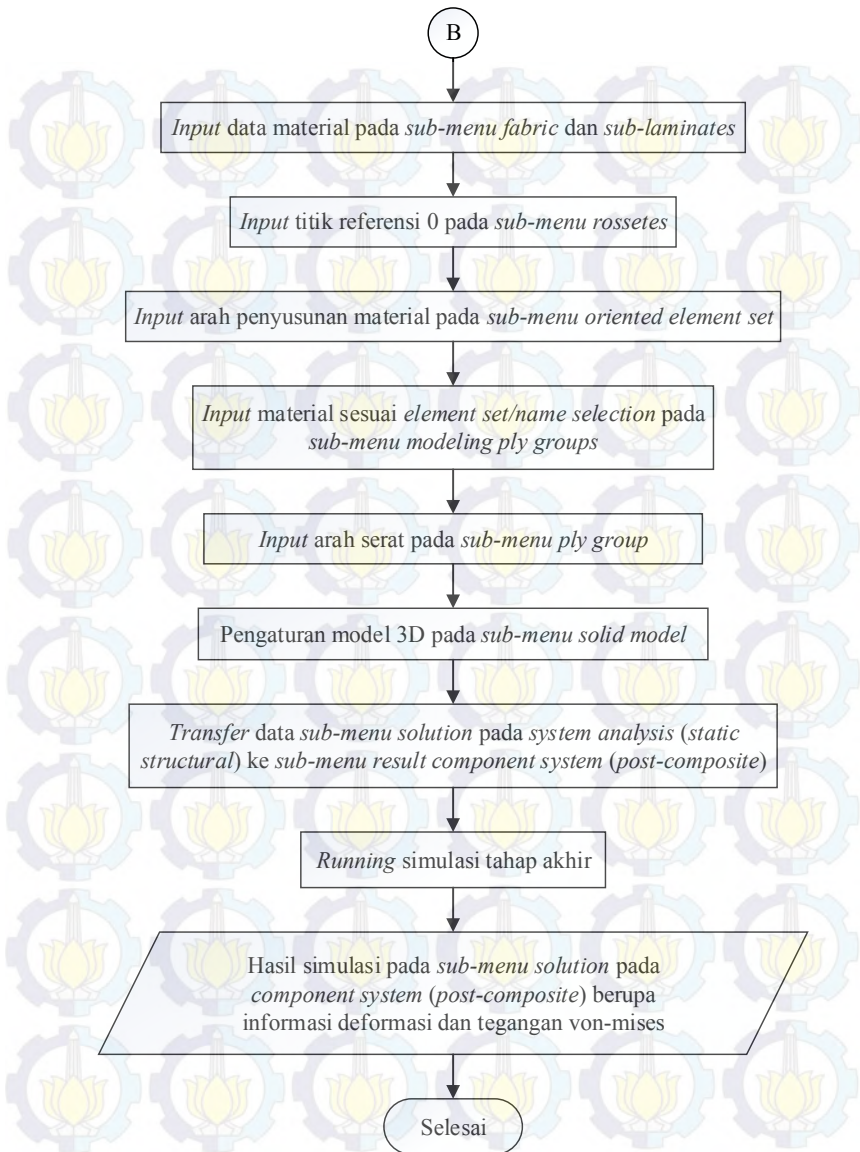 B
Input data material pada sub-menu fabric dan sub-laminates
Input titik referensi 0 pada sub-menu rossetes
Input arah penyusunan material pada sub-menu oriented element set
Input material sesuai element set/name selection pada
sub-menu modeling ply groups
Input arah serat pada sub-menu ply group
Pengaturan model 3D pada sub-menu solid model
Transfer data sub-menu solution pada system analysis (static
structural) ke sub-menu result component system (post-composite)
Running simulasi tahap akhir
Hasil simulasi pada sub-menu solution pada
component system (post-composite) berupa
informasi deformasi dan tegangan von-mises
Selesai